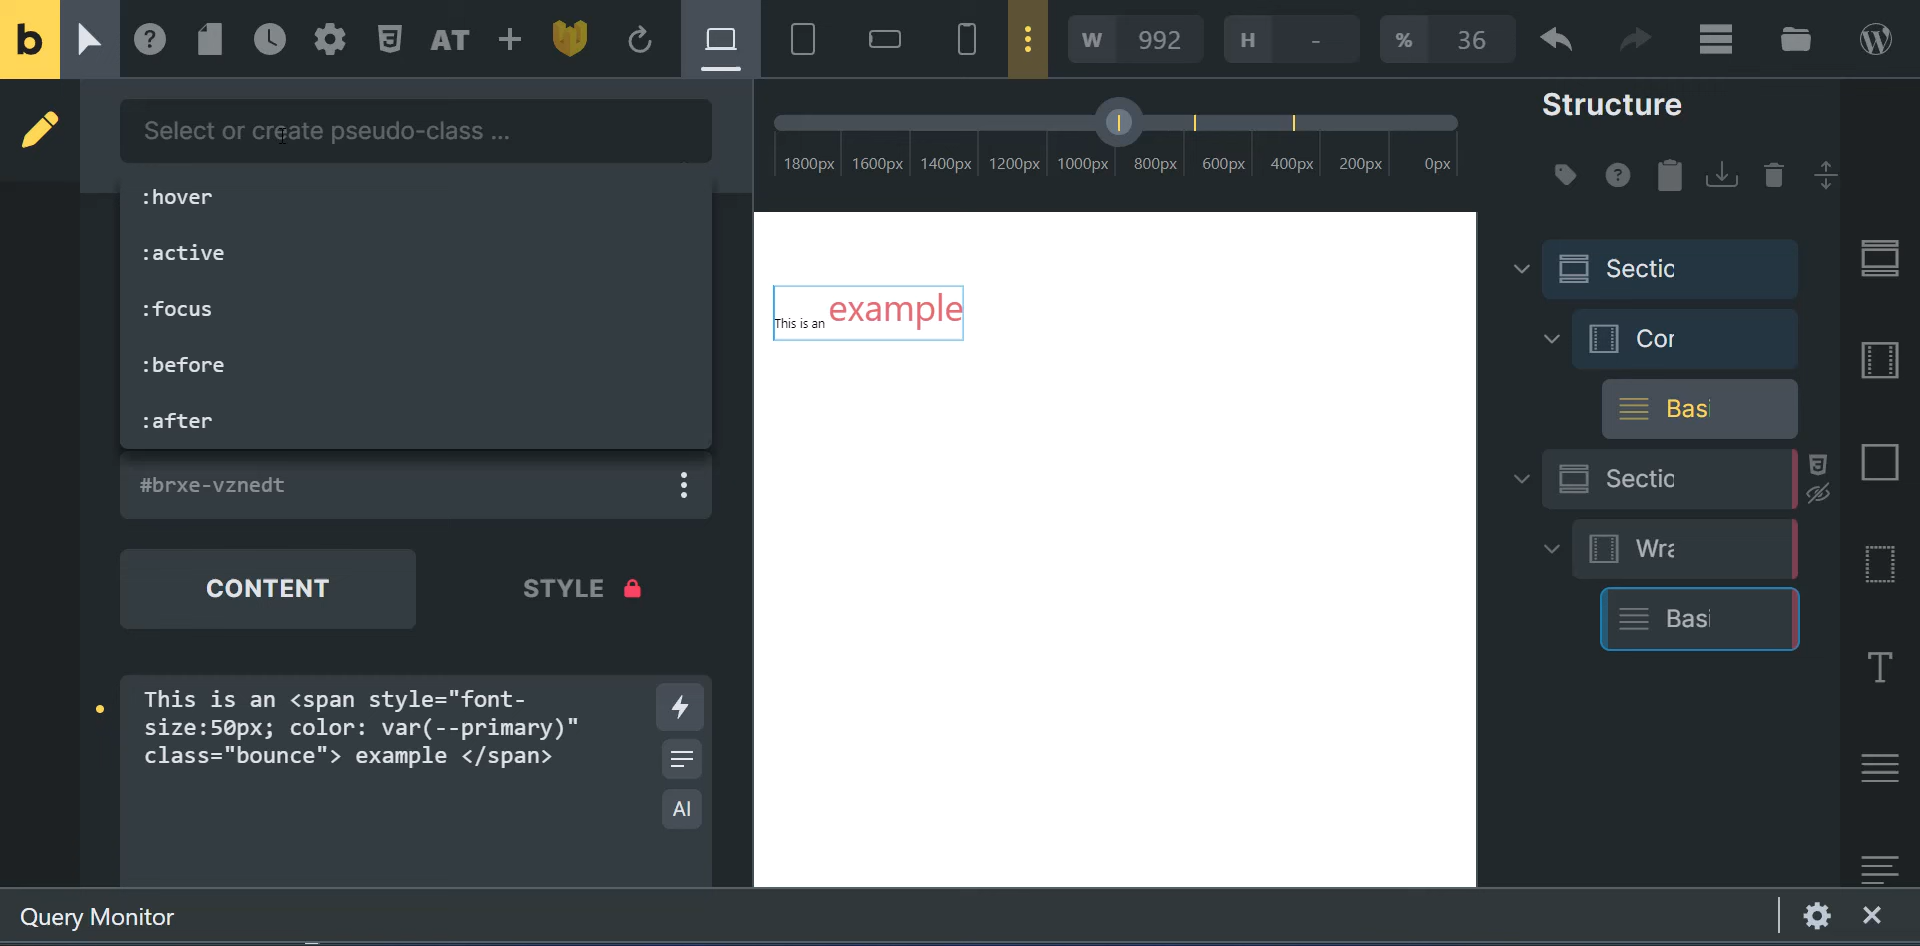 b
AT
W 992
H -
% 36
Select or create pseudo-class ...
:hover
:active
:focus
:before
:after
#brxe-vznedt
CONTENT
STYLE
This is an <span style="font-
size:50px; color: var(--primary)"
class="bounce"> example </span>
AI
1800px 1600px 1400px 1200px 1000px 800px 600px 400px 200px 0px
This is an example
Structure
Sectio
Cor
Basi
Sectio
Wra
Basi
T
Query Monitor